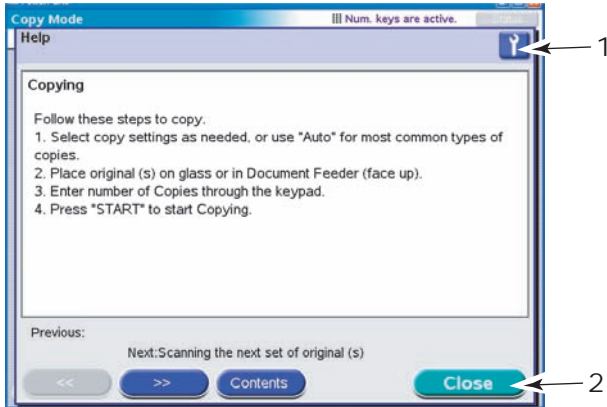 Copy Mode
Num. keys are active.
Status
Help
1
Copying
Follow these steps to copy.
1. Select copy settings as needed, or use "Auto" for most common types of
copies.
2. Place original (s) on glass or in Document Feeder (face up).
3. Enter number of Copies through the keypad.
4. Press "START" to start Copying.
Previous:
Next:Scanning the next set of original (s)
<< >> Contents Close
2